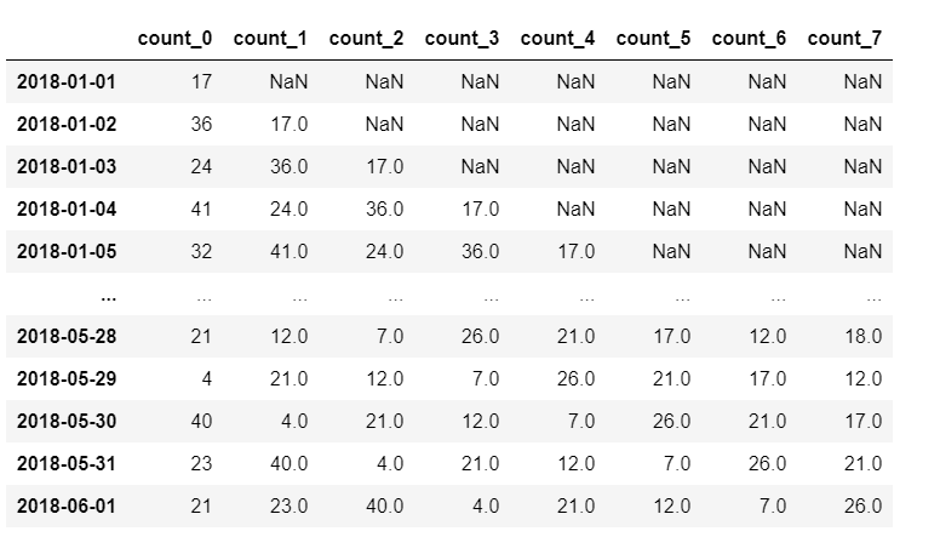 count_0 count_1 count_2 count_3 count_4 count_5 count_6 count_7
2018-01-01 17 NaN NaN NaN NaN NaN NaN NaN
2018-01-02 36 17.0 NaN NaN NaN NaN NaN NaN
2018-01-03 24 36.0 17.0 NaN NaN NaN NaN NaN
2018-01-04 41 24.0 36.0 17.0 NaN NaN NaN NaN
2018-01-05 32 41.0 24.0 36.0 17.0 NaN NaN NaN
... ... ... ... ... ... ... ... ...
2018-05-28 21 12.0 7.0 26.0 21.0 17.0 12.0 18.0
2018-05-29 4 21.0 12.0 7.0 26.0 21.0 17.0 12.0
2018-05-30 40 4.0 21.0 12.0 7.0 26.0 21.0 17.0
2018-05-31 23 40.0 4.0 21.0 12.0 7.0 26.0 21.0
2018-06-01 21 23.0 40.0 4.0 21.0 12.0 7.0 26.0